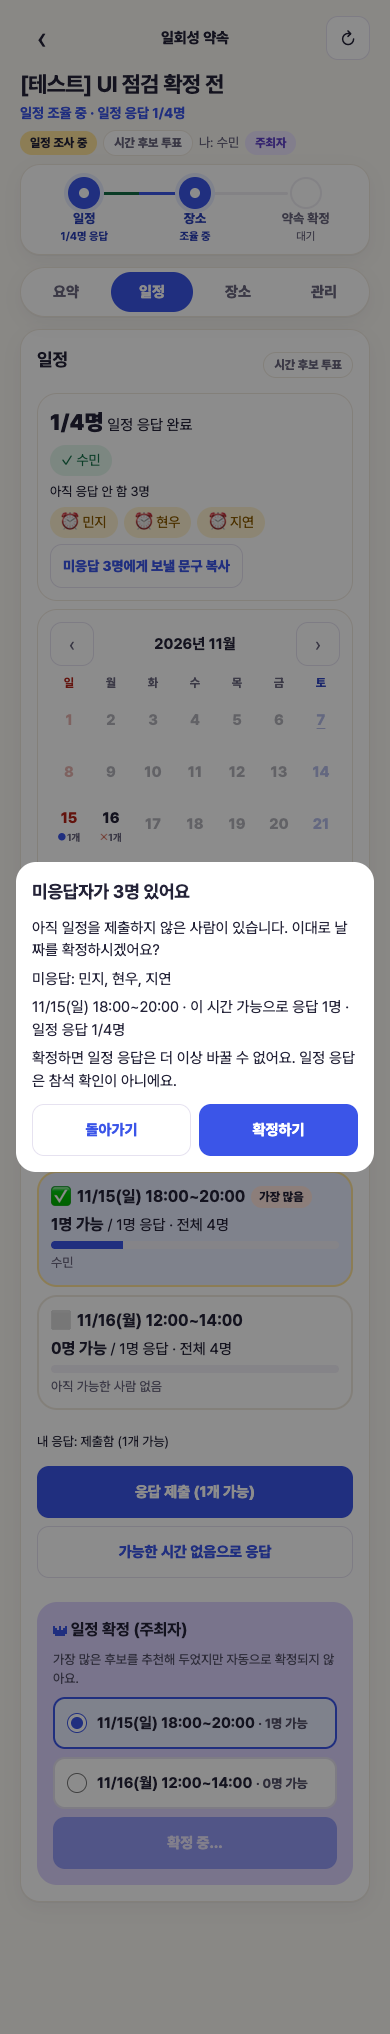 일회성 약속
[테스트] UI 점검 확정 전
일정 조율 중 · 일정 응답 1/4명
일정 조사 중 시간 후보 투표 나: 수민 주최자
일정 장소 약속 확정
1/4명 응답 조율 중 대기
요약 일정 장소 관리
일정 시간 후보 투표
1/4명 일정 응답 완료
✓ 수민
아직 응답 안 함 3명
⏰ 민지 ⏰ 현우 ⏰ 지연
미응답 3명에게 보낼 문구 복사
‹ 2026년 11월 ›
일 월 화 수 목 금 토
1 2 3 4 5 6 7
8 9 10 11 12 13 14
15 16 17 18 19 20 21
●1개 ×1개
미응답자가 3명 있어요
아직 일정을 제출하지 않은 사람이 있습니다. 이대로 날
짜를 확정하시겠어요?
미응답: 민지, 현우, 지연
11/15(일) 18:00~20:00 · 이 시간 가능으로 응답 1명 ·
일정 응답 1/4명
확정하면 일정 응답은 더 이상 바꿀 수 없어요. 일정 응답
은 참석 확인이 아니에요.
돌아가기 확정하기
✅ 11/15(일) 18:00~20:00 가장 많음
1명 가능 / 1명 응답 · 전체 4명
수민
11/16(월) 12:00~14:00
0명 가능 / 1명 응답 · 전체 4명
아직 가능한 사람 없음
내 응답: 제출함 (1개 가능)
응답 제출 (1개 가능)
가능한 시간 없음으로 응답
👑 일정 확정 (주최자)
가장 많은 후보를 추천해 두었지만 자동으로 확정되지 않
아요.
11/15(일) 18:00~20:00 · 1명 가능
11/16(월) 12:00~14:00 · 0명 가능
확정 중...